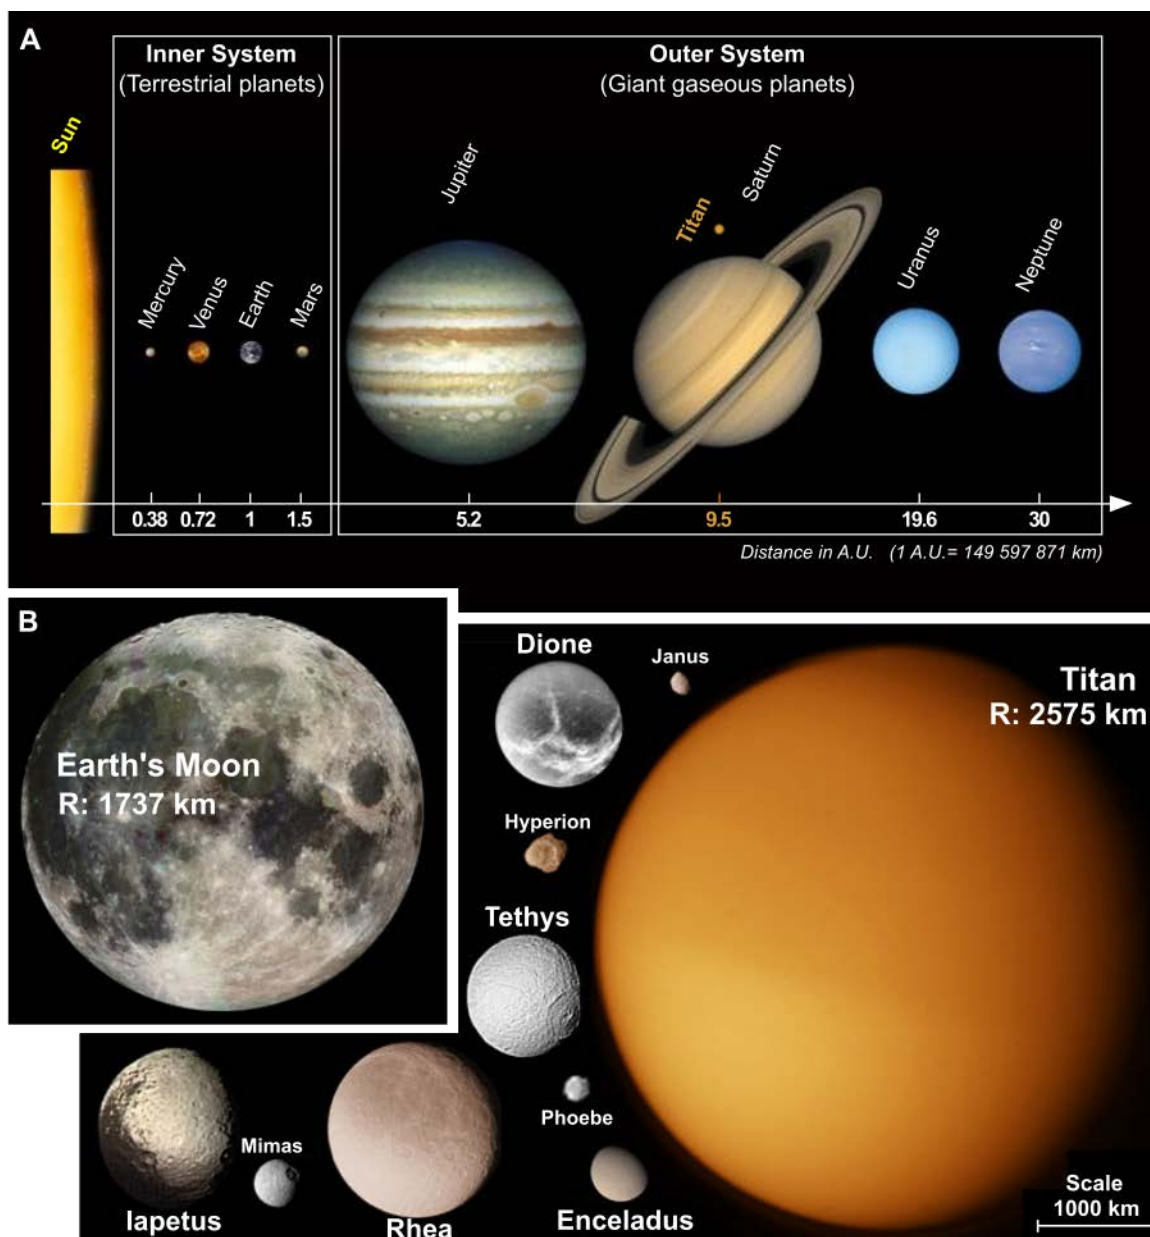 A
Inner System
(Terrestrial planets)
Outer System
(Giant gaseous planets)
Sun
Mercury
Venus
Earth
Mars
Jupiter
Titan
Saturn
Uranus
Neptune
0.38 0.72 1 1.5 5.2 9.5 19.6 30
Distance in A.U. (1 A.U.= 149 597 871 km)
B
Earth's Moon
R: 1737 km
Dione
Janus
Titan
R: 2575 km
Hyperion
Tethys
Phoebe
Mimas
Iapetus
Rhea
Enceladus
Scale
1000 km